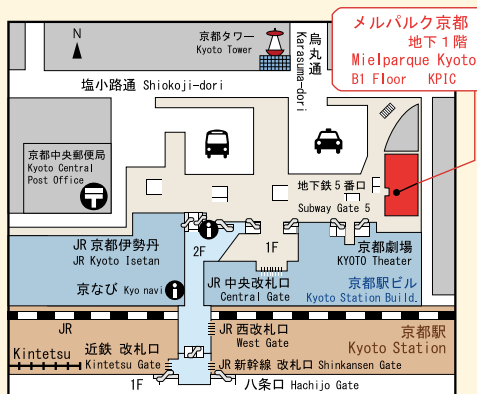 メルパルク京都
地下1階
Mielparque Kyoto
B1 Floor KPIC
N
京都タワー
Kyoto Tower
烏丸通
Karasuma-dori
塩小路通 Shiokoji-dori
京都中央郵便局
Kyoto Central
Post Office
地下鉄5番口
Subway Gate 5
JR 京都伊勢丹
JR Kyoto Isetan
2F
1F
京都劇場
KYOTO Theater
京なび Kyo navi
JR 中央改札口
Central Gate
京都駅ビル
Kyoto Station Build.
JR
JR 西改札口
West Gate
京都駅
Kyoto Station
Kintetsu
近鉄 改札口
Kintetsu Gate
JR 新幹線 改札口 Shinkansen Gate
1F
八条口 Hachijo Gate